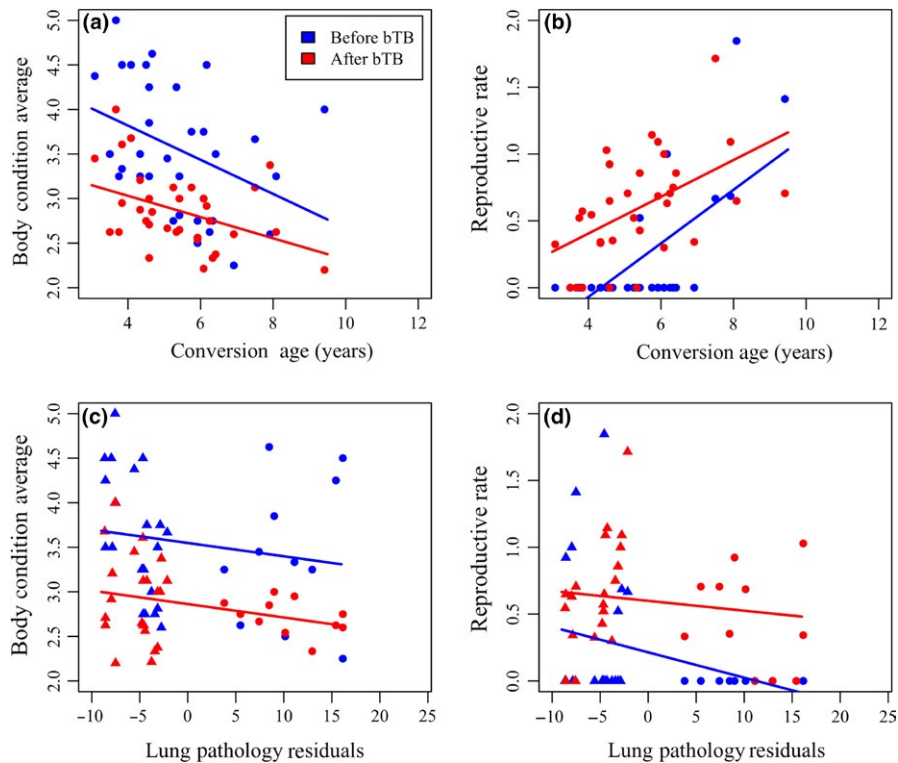 (a)
Before bTB
After bTB
Body condition average
5.0
4.5
4.0
3.5
3.0
2.5
2.0
4 6 8 10 12
Conversion age (years)
(b)
Reproductive rate
2.0
1.5
1.0
0.5
0.0
4 6 8 10 12
Conversion age (years)
(c)
Body condition average
5.0
4.5
4.0
3.5
3.0
2.5
2.0
−10 −5 0 5 10 15 20 25
Lung pathology residuals
(d)
Reproductive rate
2.0
1.5
1.0
0.5
0.0
−10 −5 0 5 10 15 20 25
Lung pathology residuals